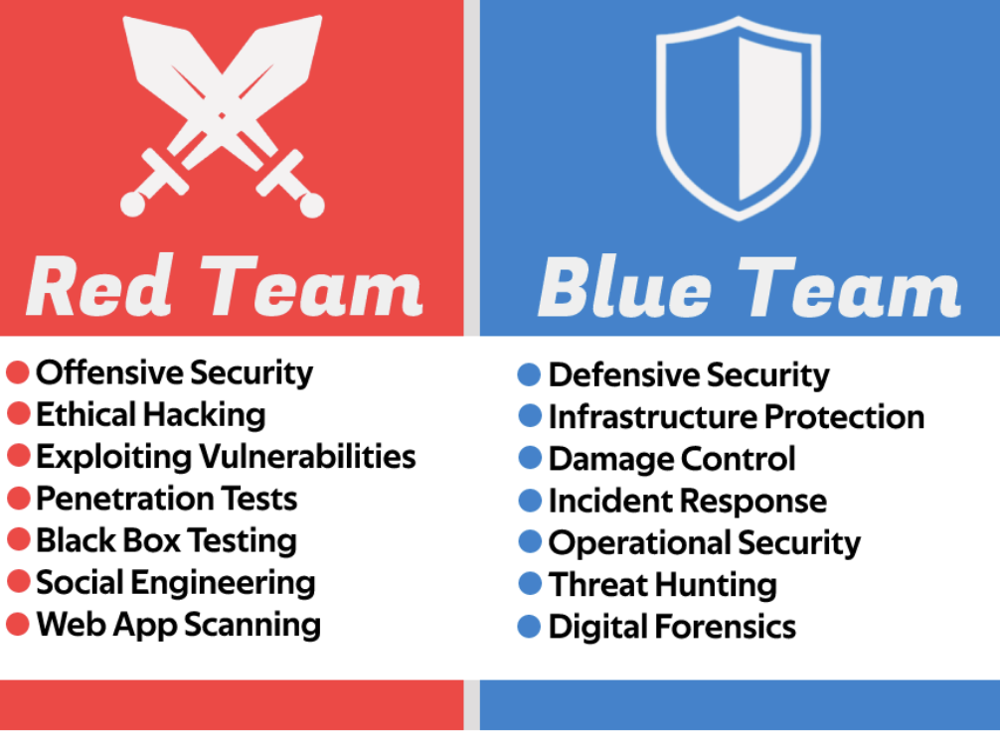 Red Team
Offensive Security
Ethical Hacking
Exploiting Vulnerabilities
Penetration Tests
Black Box Testing
Social Engineering
Web App Scanning
Blue Team
Defensive Security
Infrastructure Protection
Damage Control
Incident Response
Operational Security
Threat Hunting
Digital Forensics